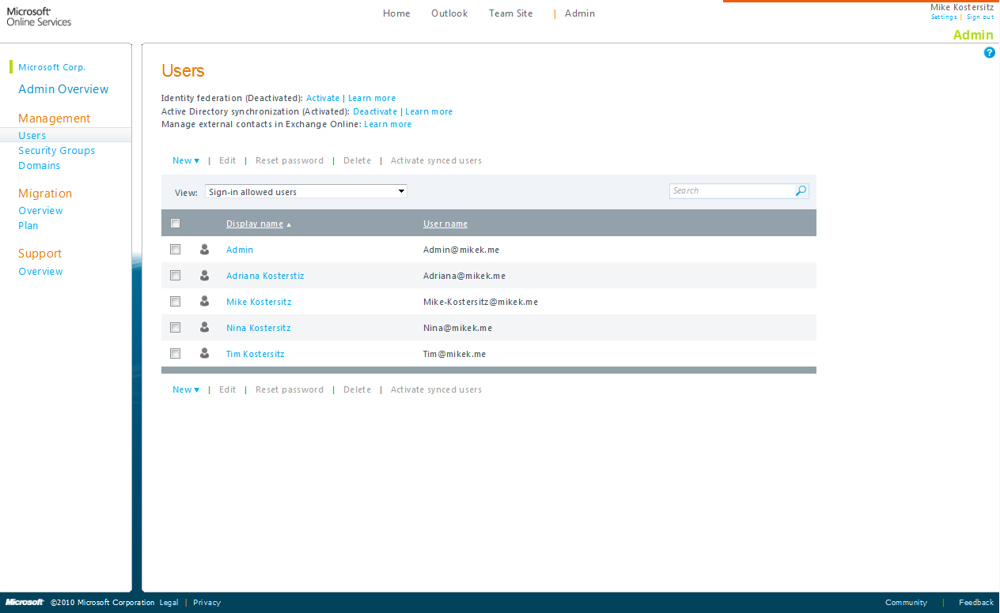 Microsoft
Online Services
Home Outlook Team Site | Admin
Mike Kostersitz
Settings | Sign out
Admin
Microsoft Corp.
Admin Overview
Management
Users
Security Groups
Domains
Migration
Overview
Plan
Support
Overview
Users
Identity federation (Deactivated): Activate | Learn more
Active Directory synchronization (Activated): Deactivate | Learn more
Manage external contacts in Exchange Online: Learn more
New | Edit | Reset password | Delete | Activate synced users
View: Sign-in allowed users Search
Display name User name
Admin Admin@mikek.me
Adriana Kosterstiz Adriana@mikek.me
Mike Kostersitz Mike-Kostersitz@mikek.me
Nina Kostersitz Nina@mikek.me
Tim Kostersitz Tim@mikek.me
New | Edit | Reset password | Delete | Activate synced users
Microsoft ©2010 Microsoft Corporation Legal | Privacy Community | Feedback